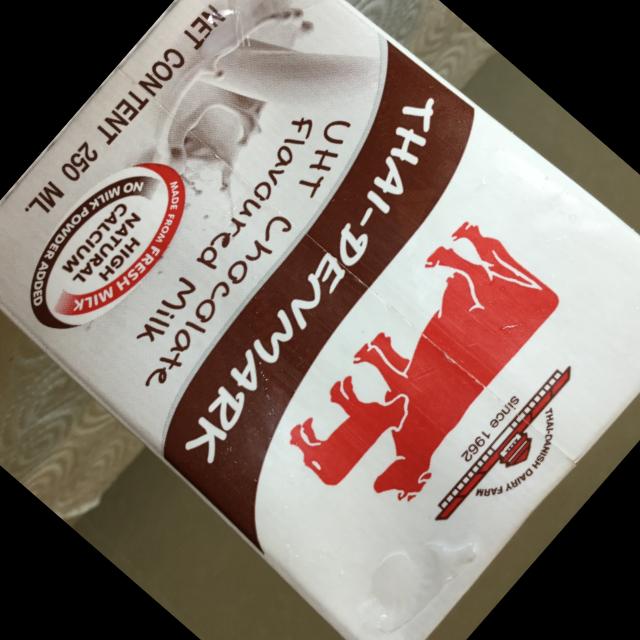 THAI DANISH DAIRY FARM
since 1962
THAI-DENMARK
UHT Chocolate
Flavoured Milk
MADE FROM FRESH MILK
HIGH
NATURAL
CALCIUM
NO MILK POWDER ADDED
NET CONTENT 250 ML.